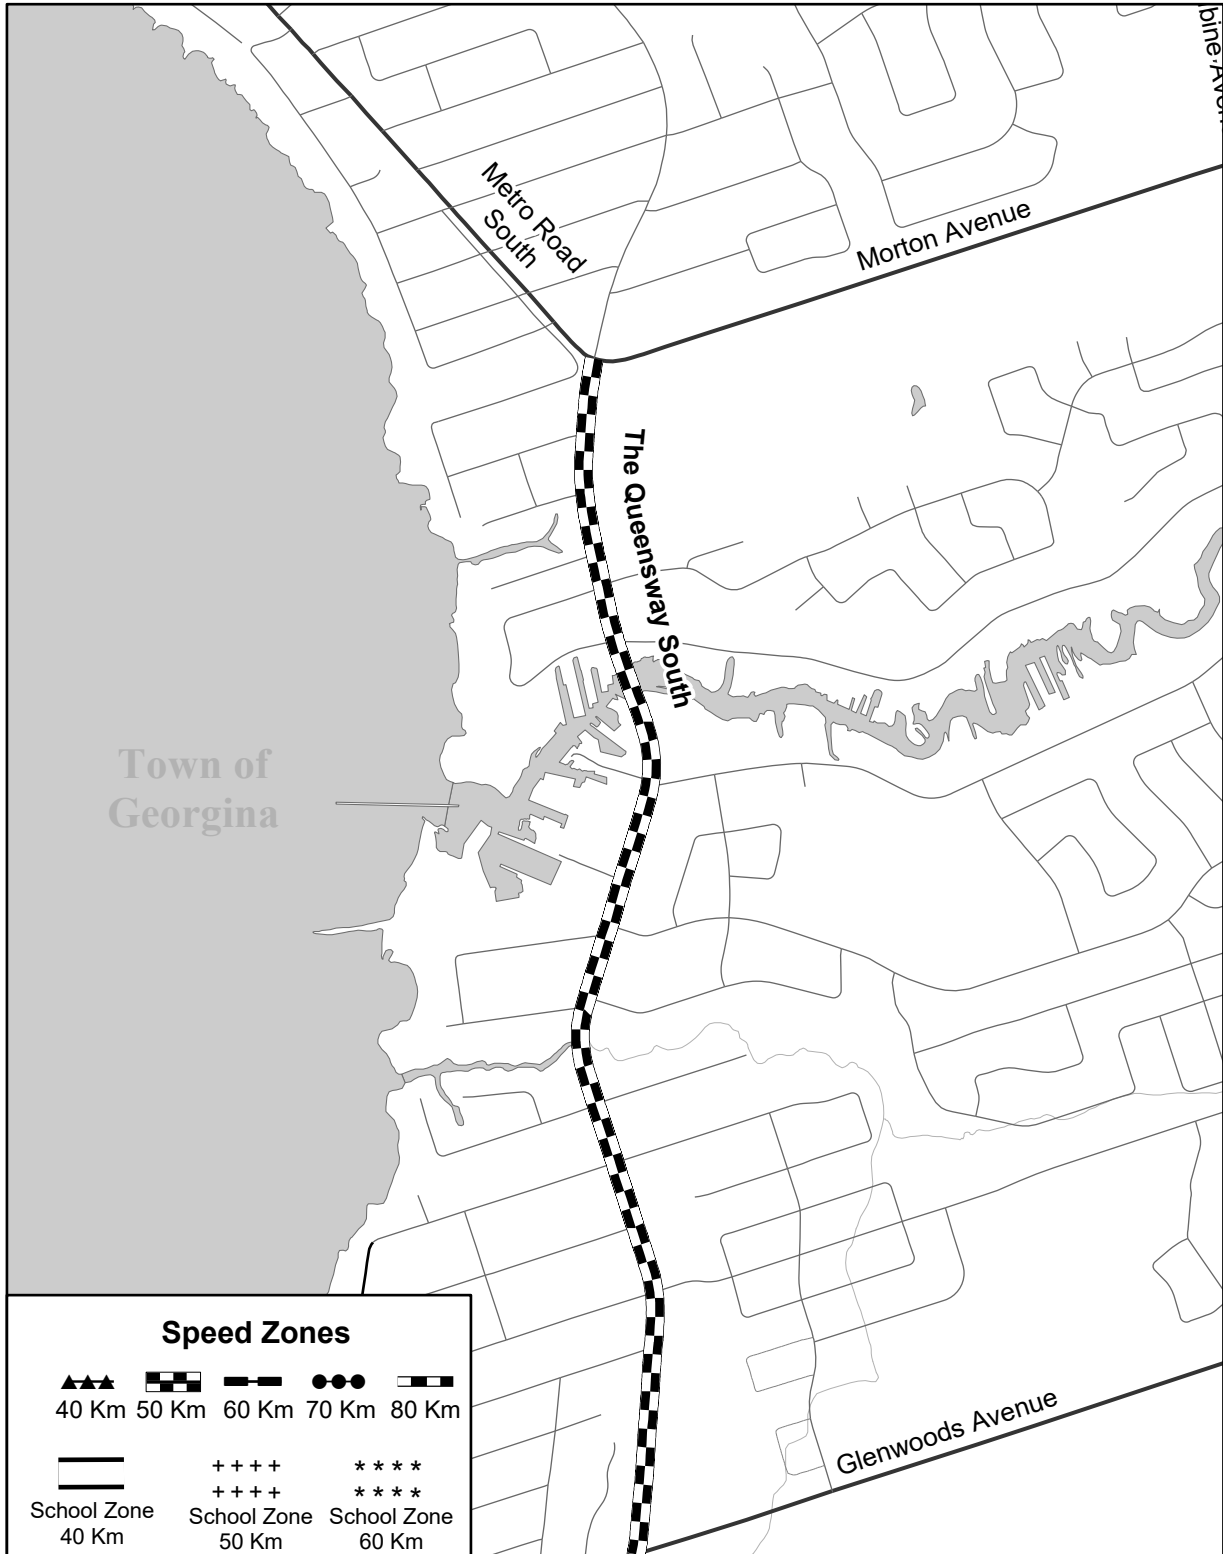 Metro Road
South
Morton Avenue
The Queensway South
Town of
Georgina
Glenwoods Avenue
Speed Zones
40 Km 50 Km 60 Km 70 Km 80 Km
School Zone
40 Km
School Zone
50 Km
School Zone
60 Km